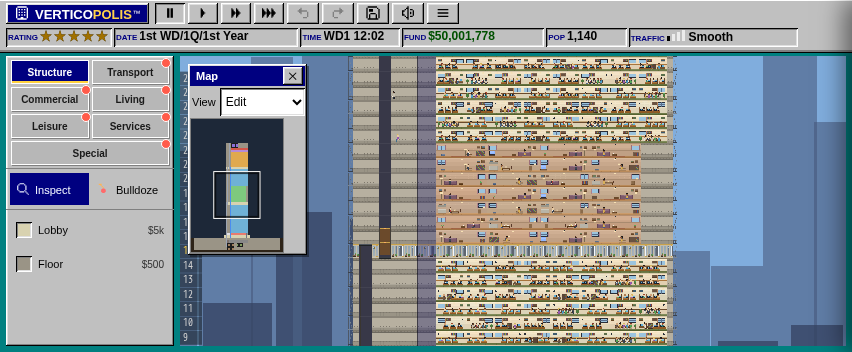 VERTICOPOLIS™
RATING
DATE 1st WD/1Q/1st Year
TIME WD1 12:02
FUND $50,001,778
POP 1,140
TRAFFIC Smooth
Structure
Transport
Commercial
Living
Leisure
Services
Special
Inspect
Bulldoze
Lobby $5k
Floor $500
Map
View Edit
14
13
12
11
10
9